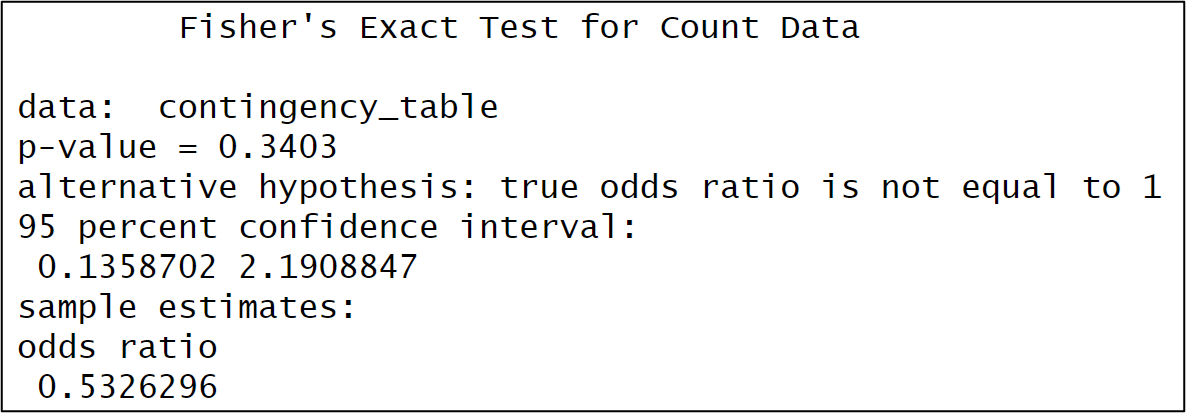 Fisher's Exact Test for Count Data
data:  contingency_table
p-value = 0.3403
alternative hypothesis: true odds ratio is not equal to 1
95 percent confidence interval:
 0.1358702 2.1908847
sample estimates:
odds ratio
 0.5326296